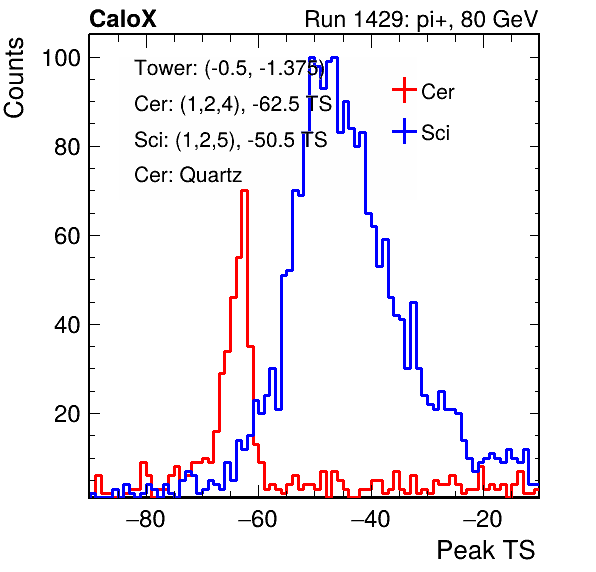 CaloX Run 1429: pi+, 80 GeV
Counts
Tower: (-0.5, -1.375)
Cer: (1,2,4), -62.5 TS
Sci: (1,2,5), -50.5 TS
Cer: Quartz
Cer
Sci
100
80
60
40
20
−80 −60 −40 −20
Peak TS